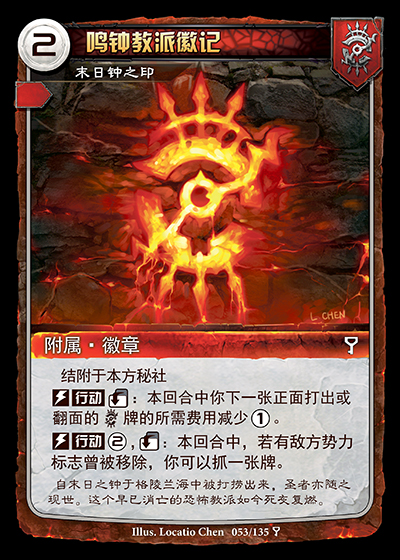 2
鸣钟教派徽记
末日钟之印
L.CHEN
附属·徽章
结附于本方秘社
行动 : 本回合中你下一张正面打出或
翻面的 牌的所需费用减少①。
行动 ②, : 本回合中，若有敌方势力
标志曾被移除，你可以抓一张牌。
自末日之钟于格陵兰海中被打捞出来，圣者亦随之
现世。这个早已消亡的恐怖教派如今死灰复燃。
Illus. Locatio Chen 053/135